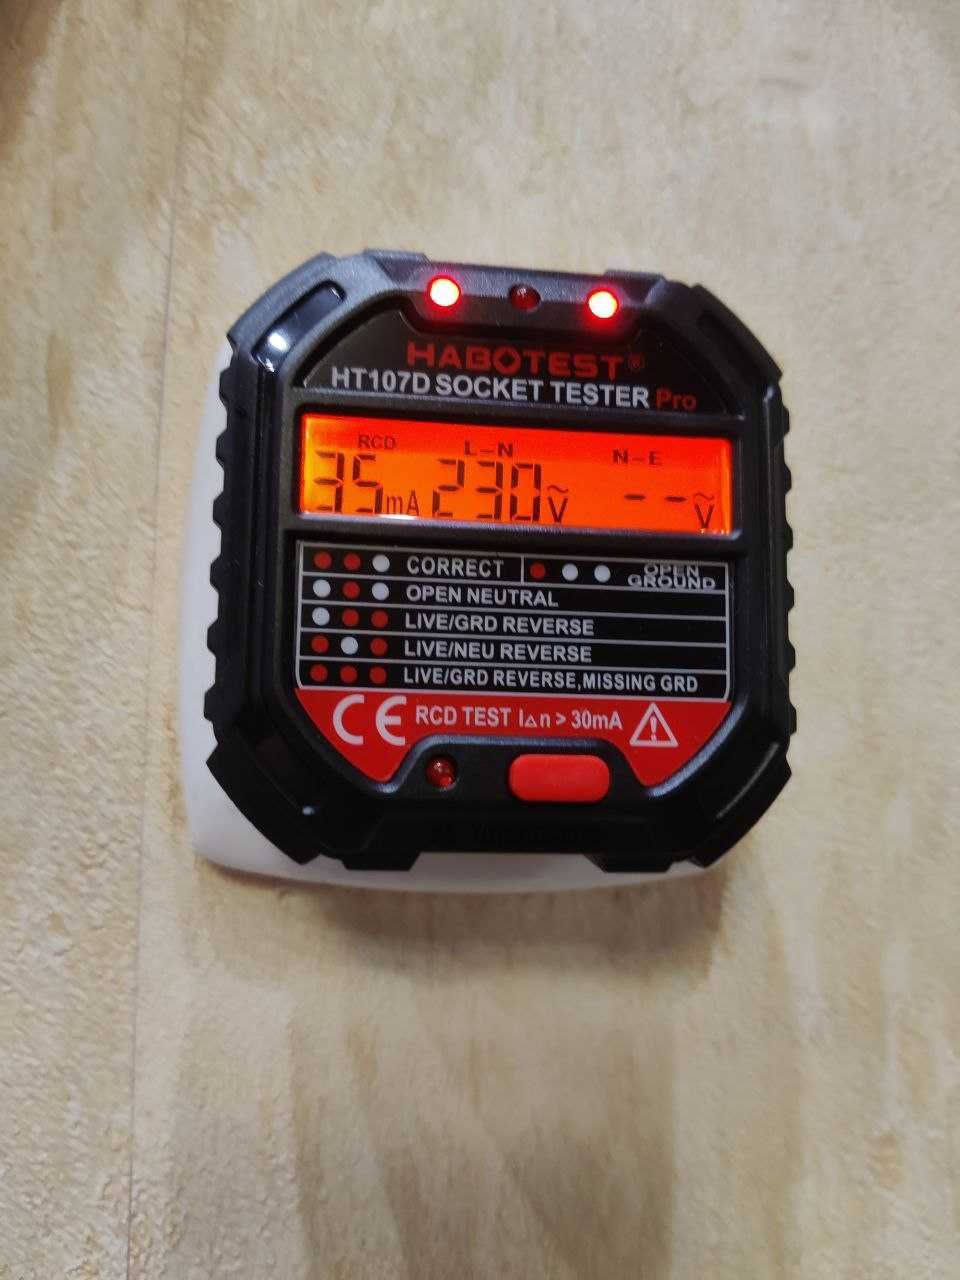 HABOTEST®
HT107D SOCKET TESTER Pro
RCD L-N N-E
35mA 230V~ --V~
CORRECT OPEN GROUND
OPEN NEUTRAL
LIVE/GRD REVERSE
LIVE/NEU REVERSE
LIVE/GRD REVERSE,MISSING GRD
CE RCD TEST I△n > 30mA